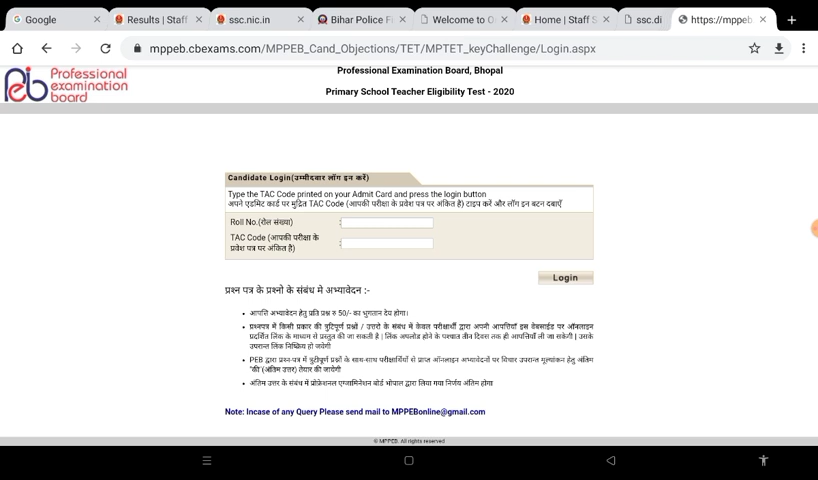 Google
Results | Staff
ssc.nic.in
Bihar Police Fi
Welcome to O
Home | Staff S
ssc.di
https://mppeb
mppeb.cbexams.com/MPPEB_Cand_Objections/TET/MPTET_keyChallenge/Login.aspx
Peb Professional
examination
board
Professional Examination Board, Bhopal
Primary School Teacher Eligibility Test - 2020
Candidate Login(उम्मीदवार लॉग इन करें)
Type the TAC Code printed on your Admit Card and press the login button
अपने एडमिट कार्ड पर मुद्रित TAC Code (आपकी परीक्षा के प्रवेश पत्र पर अंकित है) टाइप करें और लॉग इन बटन दबाएँ
Roll No.(रोल संख्या) :
TAC Code (आपकी परीक्षा के :
प्रवेश पत्र पर अंकित है)
Login
प्रश्न पत्र के प्रश्नो के संबंध मे अभ्यावेदन :-
• आपत्ति अभ्यावेदन हेतु प्रति प्रश्न रु 50/- का भुगतान देय होगा।
• प्रश्नपत्र में किसी प्रकार की त्रुटिपूर्ण प्रश्नों / उत्तरो के संबंध मे केवल परीक्षार्थी द्वारा अपनी आपत्तियाँ इस वेबसाईड पर ऑनलाइन
प्रदर्शित लिंक के माध्यम से प्रस्तुत की जा सकती है | लिंक अपलोड होने के पश्चात तीन दिवस तक ही आपत्तियाँ ली जा सकेगी | उसके
उपरान्त लिंक निष्क्रिय हो जावेगी
• PEB द्वारा प्रश्न-पत्र में त्रुटीपूर्ण प्रश्नों के साथ-साथ परीक्षार्थियों से प्राप्त ऑनलाइन अभ्यावेदनों पर विचार उपरान्त मूल्यांकन हेतु अंतिम
"की"(अंतिम उत्तर) तैयार की जायेगी
• अंतिम उत्तर के संबंध में प्रोफ़ेशनल एग्जामिनेशन बोर्ड भोपाल द्वारा लिया गया निर्णय अंतिम होगा
Note: Incase of any Query Please send mail to MPPEBonline@gmail.com
© MPPEB. All rights reserved